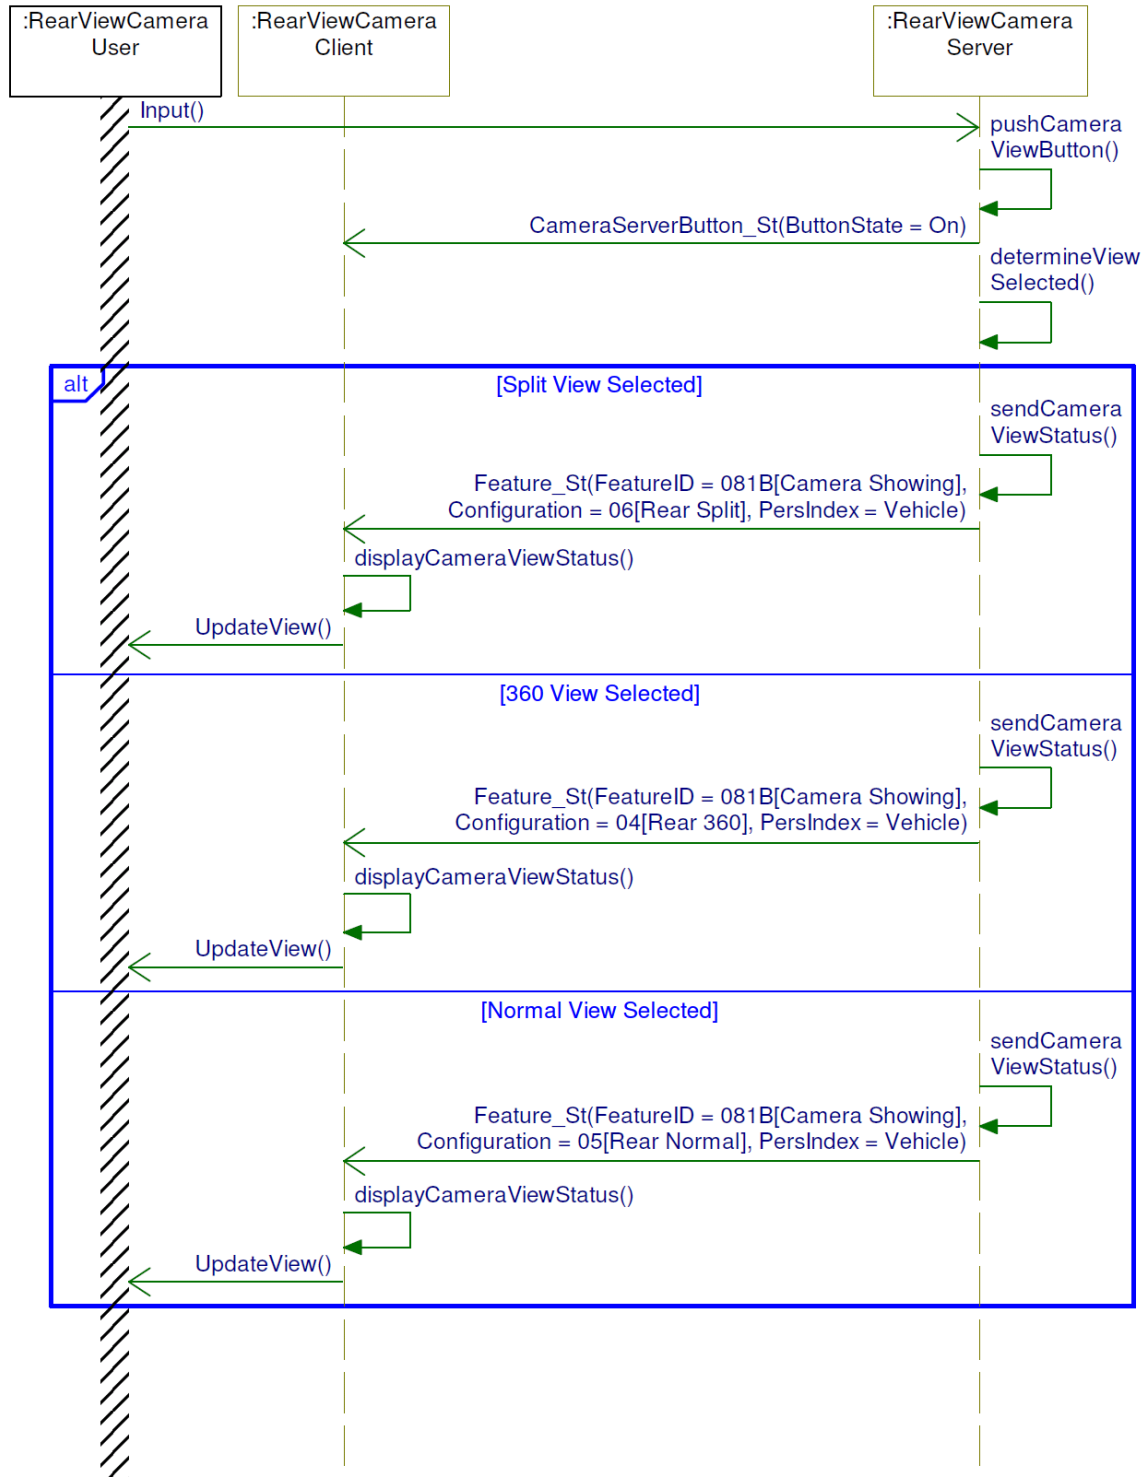 :RearViewCamera
User
:RearViewCamera
Client
:RearViewCamera
Server
Input()
pushCamera
ViewButton()
CameraServerButton_St(ButtonState = On)
determineView
Selected()
alt
[Split View Selected]
sendCamera
ViewStatus()
Feature_St(FeatureID = 081B[Camera Showing],
Configuration = 06[Rear Split], PersIndex = Vehicle)
displayCameraViewStatus()
UpdateView()
[360 View Selected]
sendCamera
ViewStatus()
Feature_St(FeatureID = 081B[Camera Showing],
Configuration = 04[Rear 360], PersIndex = Vehicle)
displayCameraViewStatus()
UpdateView()
[Normal View Selected]
sendCamera
ViewStatus()
Feature_St(FeatureID = 081B[Camera Showing],
Configuration = 05[Rear Normal], PersIndex = Vehicle)
displayCameraViewStatus()
UpdateView()